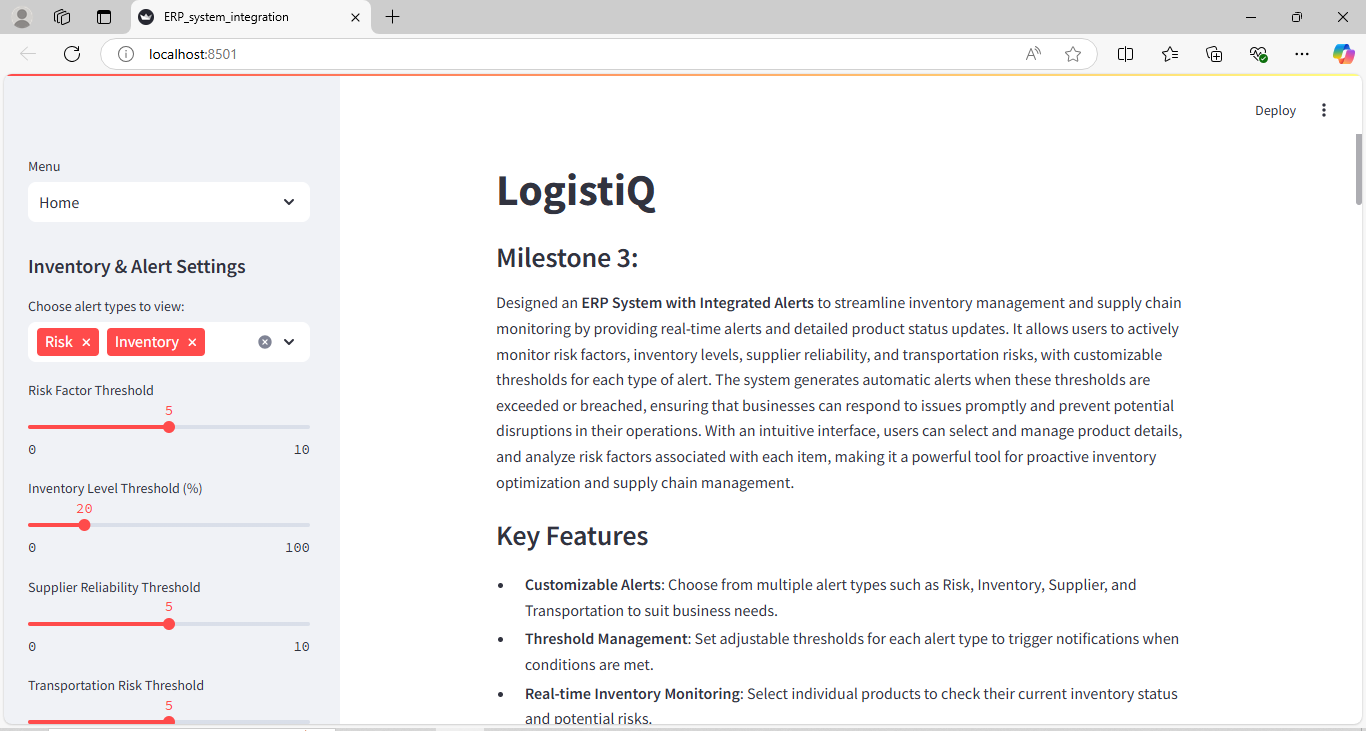 ERP_system_integration
localhost:8501
Deploy
Menu
Home
Inventory & Alert Settings
Choose alert types to view:
Risk
Inventory
Risk Factor Threshold
5
0 10
Inventory Level Threshold (%)
20
0 100
Supplier Reliability Threshold
5
0 10
Transportation Risk Threshold
5
LogistiQ
Milestone 3:
Designed an ERP System with Integrated Alerts to streamline inventory management and supply chain
monitoring by providing real-time alerts and detailed product status updates. It allows users to actively
monitor risk factors, inventory levels, supplier reliability, and transportation risks, with customizable
thresholds for each type of alert. The system generates automatic alerts when these thresholds are
exceeded or breached, ensuring that businesses can respond to issues promptly and prevent potential
disruptions in their operations. With an intuitive interface, users can select and manage product details,
and analyze risk factors associated with each item, making it a powerful tool for proactive inventory
optimization and supply chain management.
Key Features
Customizable Alerts: Choose from multiple alert types such as Risk, Inventory, Supplier, and
Transportation to suit business needs.
Threshold Management: Set adjustable thresholds for each alert type to trigger notifications when
conditions are met.
Real-time Inventory Monitoring: Select individual products to check their current inventory status
and potential risks.